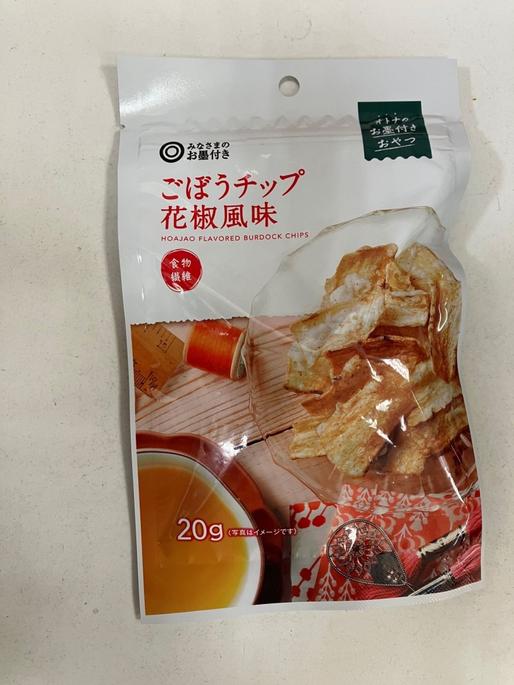 みなさまの
お墨付き
オトナの
お墨付き
おやつ
ごぼうチップ
花椒風味
HOAJAO FLAVORED BURDOCK CHIPS
食物
繊維
20g (写真はイメージです)